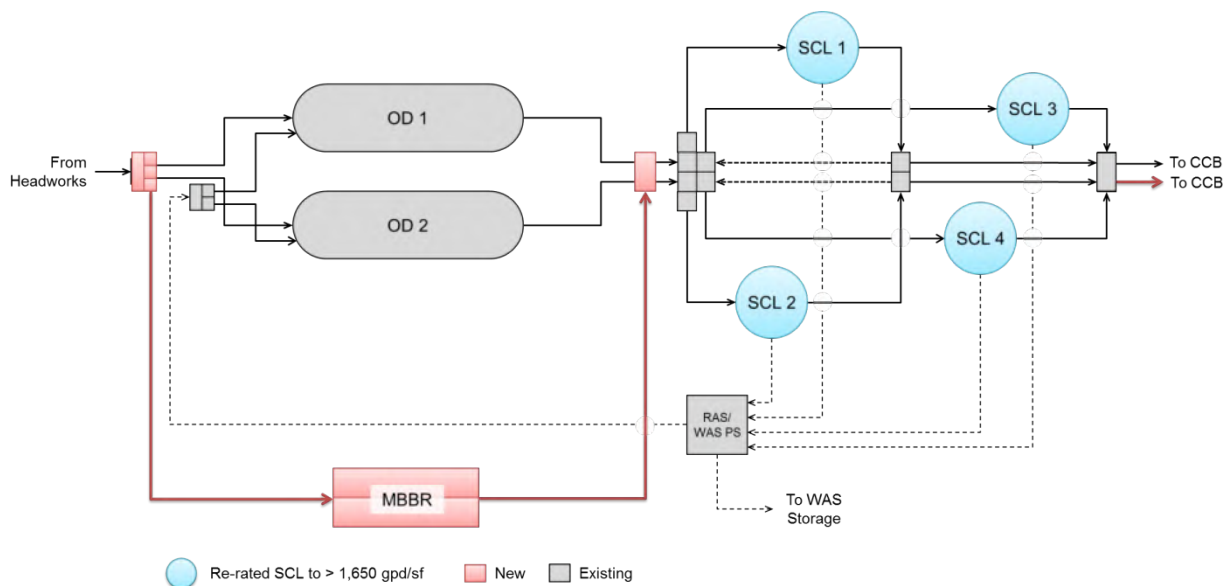 SCL 1
SCL 3
OD 1
From
Headworks
To CCB
To CCB
OD 2
SCL 4
SCL 2
RAS/
WAS PS
MBBR
To WAS
Storage
Re-rated SCL to > 1,650 gpd/sf
New
Existing